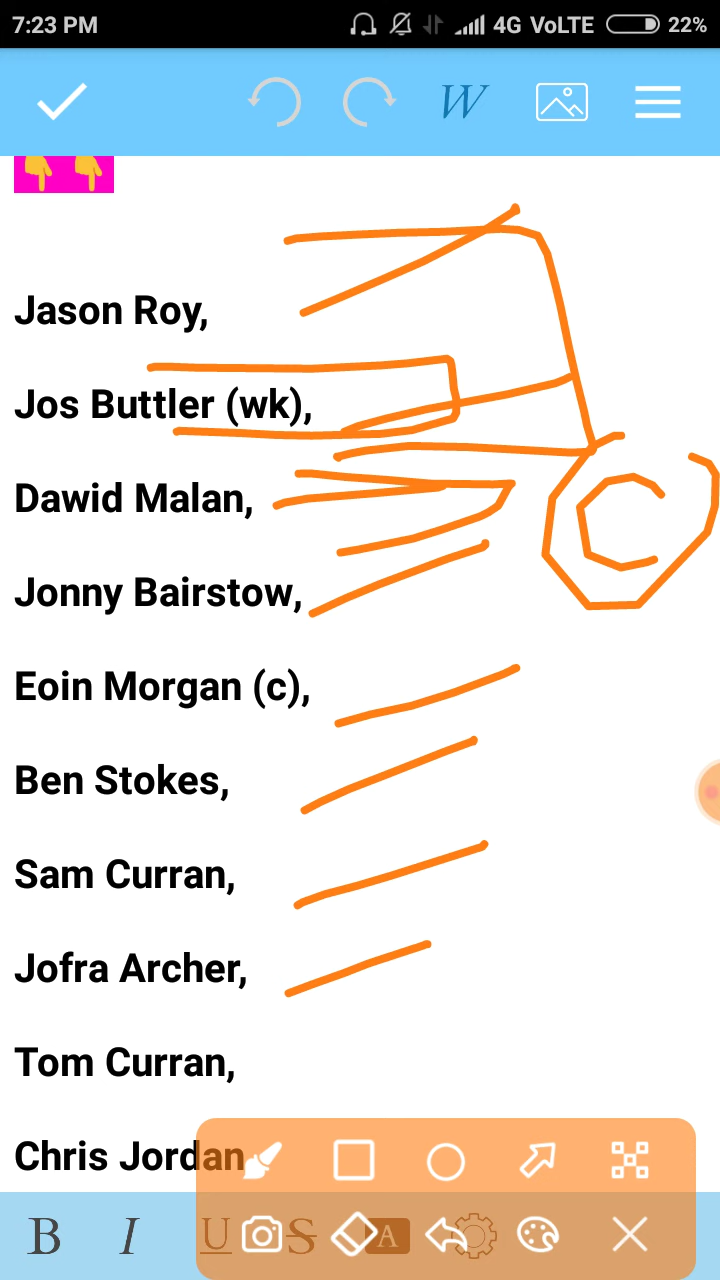 7:23 PM 4G VoLTE 22%
W
Jason Roy,
Jos Buttler (wk),
Dawid Malan,
Jonny Bairstow,
Eoin Morgan (c),
Ben Stokes,
Sam Curran,
Jofra Archer,
Tom Curran,
Chris Jordan
B I U S A
C